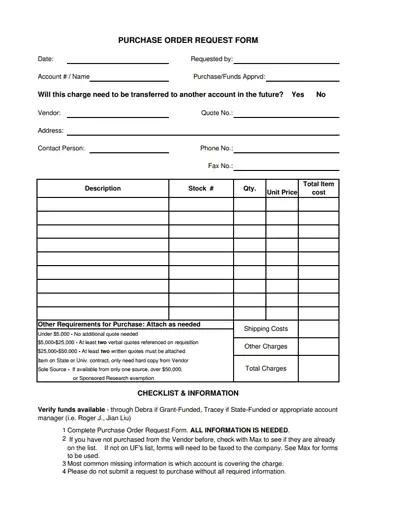 PURCHASE ORDER REQUEST FORM
Date: Requested by:
Account # / Name Purchase/Funds Apprvd:
Will this charge need to be transferred to another account in the future? Yes No
Vendor: Quote No.:
Address:
Contact Person: Phone No.:
Fax No.:
Description Stock # Qty. Unit Price Total Item cost
Other Requirements for Purchase: Attach as needed
Under $5,000 - No additional quote needed
Shipping Costs
$5,000-$25,000 - At least two verbal quotes referenced on requisition
$25,000-$50,000 - At least two written quotes must be attached
Other Charges
Item on State or Univ. contract, only need hard copy from Vendor
Sole Source - If available from only one source, over $50,000,
Total Charges
or Sponsored Research exemption
CHECKLIST & INFORMATION
Verify funds available - through Debra if Grant-Funded, Tracey if State-Funded or appropriate account
manager (i.e. Roger J., Jian Liu)
1 Complete Purchase Order Request Form. ALL INFORMATION IS NEEDED.
2 If you have not purchased from the Vendor before, check with Max to see if they are already
on the list. If not on UF's list, forms will need to be faxed to the company. See Max for forms
to be used.
3 Most common missing information is which account is covering the charge.
4 Please do not submit a request to purchase without all required information.